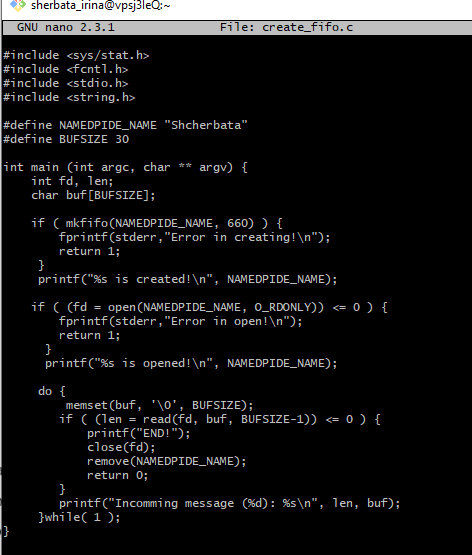 sherbata_irina@vpsj3leQ:~
GNU nano 2.3.1 File: create_fifo.c
#include <sys/stat.h>
#include <fcntl.h>
#include <stdio.h>
#include <string.h>
#define NAMEDPIDE_NAME "Shcherbata"
#define BUFSIZE 30
int main (int argc, char ** argv) {
int fd, len;
char buf[BUFSIZE];
if ( mkfifo(NAMEDPIDE_NAME, 660) ) {
fprintf(stderr,"Error in creating!\n");
return 1;
}
printf("%s is created!\n", NAMEDPIDE_NAME);
if ( (fd = open(NAMEDPIDE_NAME, O_RDONLY)) <= 0 ) {
fprintf(stderr,"Error in open!\n");
return 1;
}
printf("%s is opened!\n", NAMEDPIDE_NAME);
do {
memset(buf, '\0', BUFSIZE);
if ( (len = read(fd, buf, BUFSIZE-1)) <= 0 ) {
printf("END!");
close(fd);
remove(NAMEDPIDE_NAME);
return 0;
}
printf("Incomming message (%d): %s\n", len, buf);
}while( 1 );
}